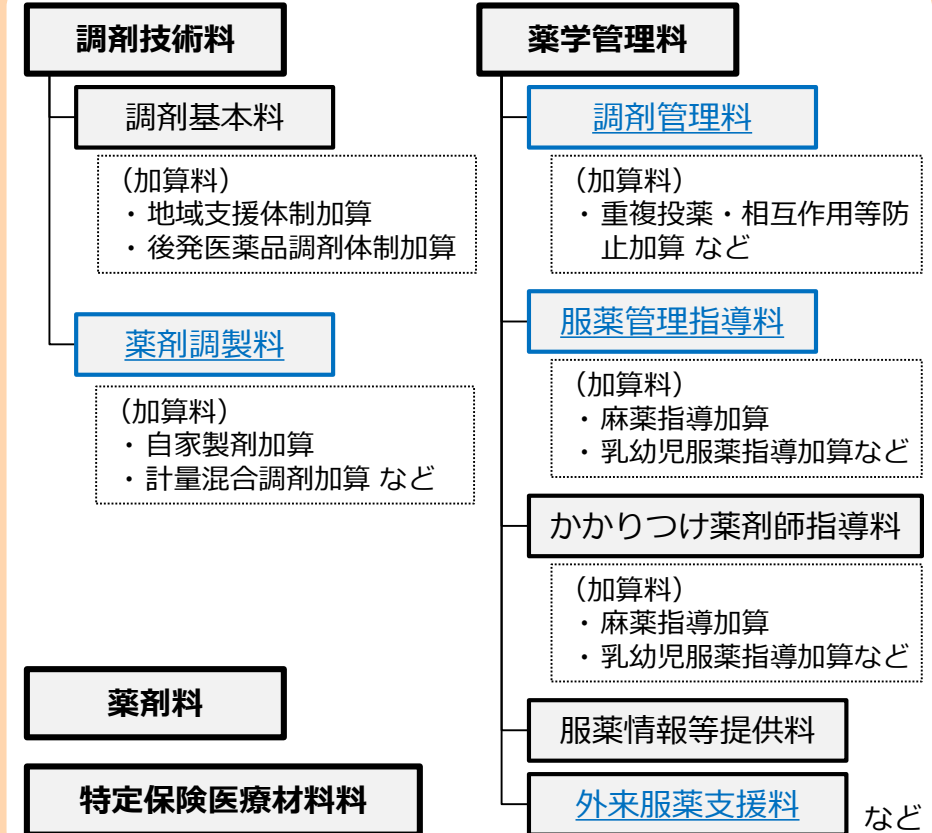 調剤技術料
調剤基本料
（加算料）
・地域支援体制加算
・後発医薬品調剤体制加算
薬剤調製料
（加算料）
・自家製剤加算
・計量混合調剤加算 など
薬剤料
特定保険医療材料料
薬学管理料
調剤管理料
（加算料）
・重複投薬・相互作用等防
止加算 など
服薬管理指導料
（加算料）
・麻薬指導加算
・乳幼児服薬指導加算など
かかりつけ薬剤師指導料
（加算料）
・麻薬指導加算
・乳幼児服薬指導加算など
服薬情報等提供料
外来服薬支援料
など